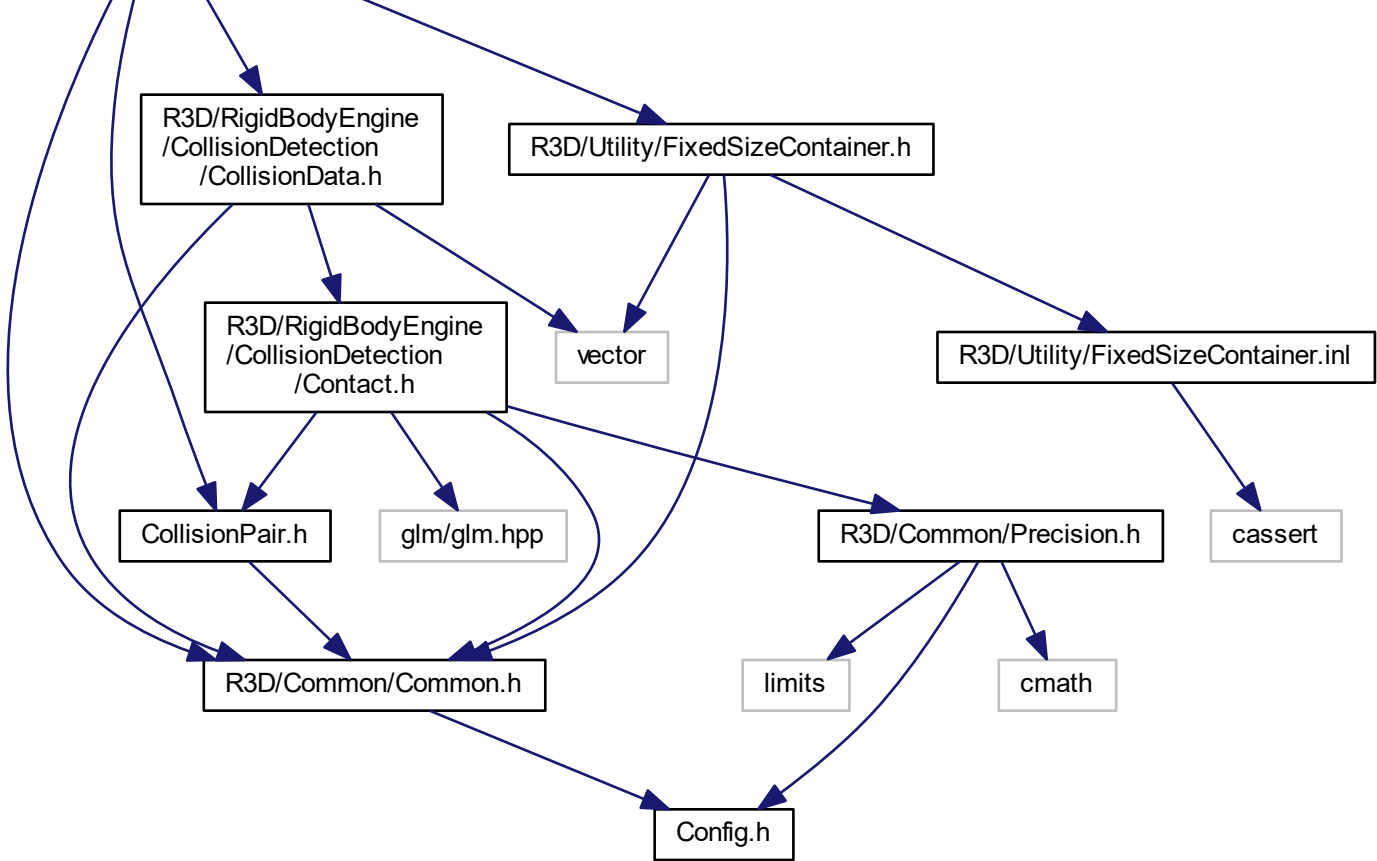 R3D/RigidBodyEngine
/CollisionDetection
/CollisionData.h
R3D/Utility/FixedSizeContainer.h
R3D/RigidBodyEngine
/CollisionDetection
/Contact.h
vector
R3D/Utility/FixedSizeContainer.inl
CollisionPair.h
glm/glm.hpp
R3D/Common/Precision.h
cassert
R3D/Common/Common.h
limits
cmath
Config.h